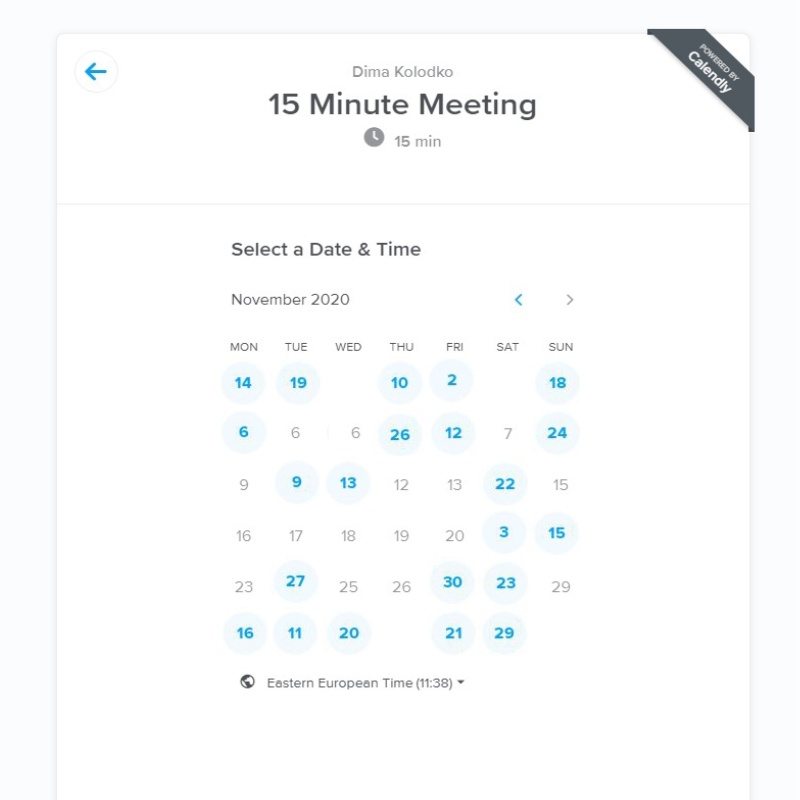 POWERED BY
Calendly
Dima Kolodko
15 Minute Meeting
15 min
Select a Date & Time
November 2020
MON TUE WED THU FRI SAT SUN
14 19 10 2 18
6 6 6 26 12 7 24
9 9 13 12 13 22 15
16 17 18 19 20 3 15
23 27 25 26 30 23 29
16 11 20 21 29
Eastern European Time (11:38)